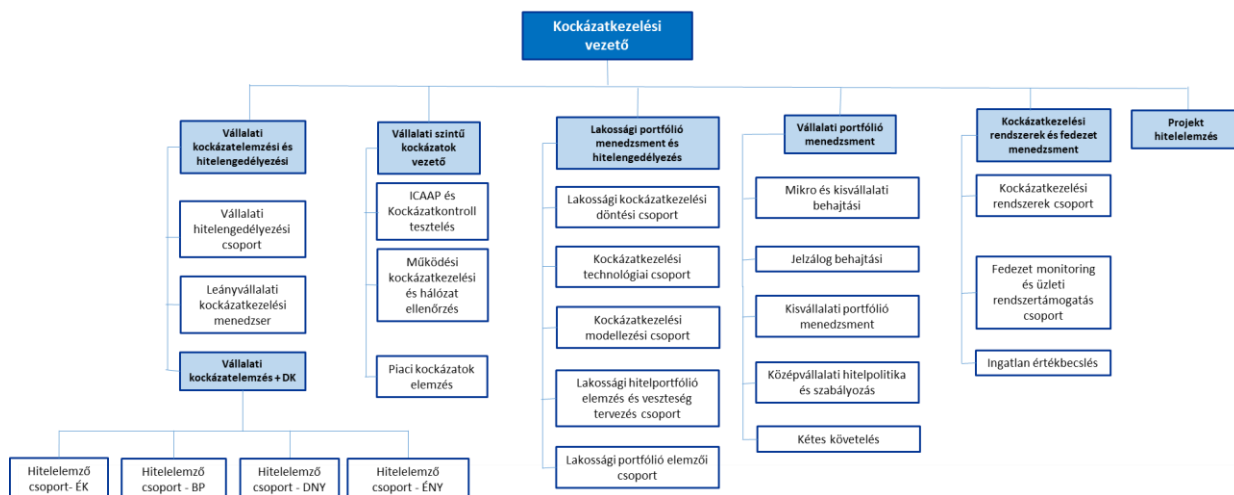 Kockázatkezelési
vezető
Vállalati
kockázatelemzési és
hitelengedélyezési
Vállalati
hitelengedélyezési
csoport
Leányvállalati
kockázatkezelési
menedzser
Vállalati
kockázatelemzés + DK
Hitelelemző
csoport- ÉK
Hitelelemző
csoport - BP
Hitelelemző
csoport - DNY
Hitelelemző
csoport - ÉNY
Vállalati szintű
kockázatok
vezető
ICAAP és
Kockázatkontroll
tesztelés
Működési
kockázatkezelési
és hálózat
ellenőrzés
Piaci kockázatok
elemzés
Lakossági portfólió
menedzsment és
hitelengedélyezés
Lakossági kockázatkezelési
döntési csoport
Kockázatkezelési
technológiai csoport
Kockázatkezelési
modellezési csoport
Lakossági hitelportfólió
elemzés és veszteség
tervezés csoport
Lakossági portfólió elemzői
csoport
Vállalati portfólió
menedzsment
Mikro és kisvállalati
behajtási
Jelzálog behajtási
Kisvállalati portfólió
menedzsment
Középvállalati hitelpolitika
és szabályozás
Kétes követelés
Kockázatkezelési
rendszerek és fedezet
menedzsment
Kockázatkezelési
rendszerek csoport
Fedezet monitoring
és üzleti
rendszertámogatás
csoport
Ingatlan értékbecslés
Projekt
hitelelemzés